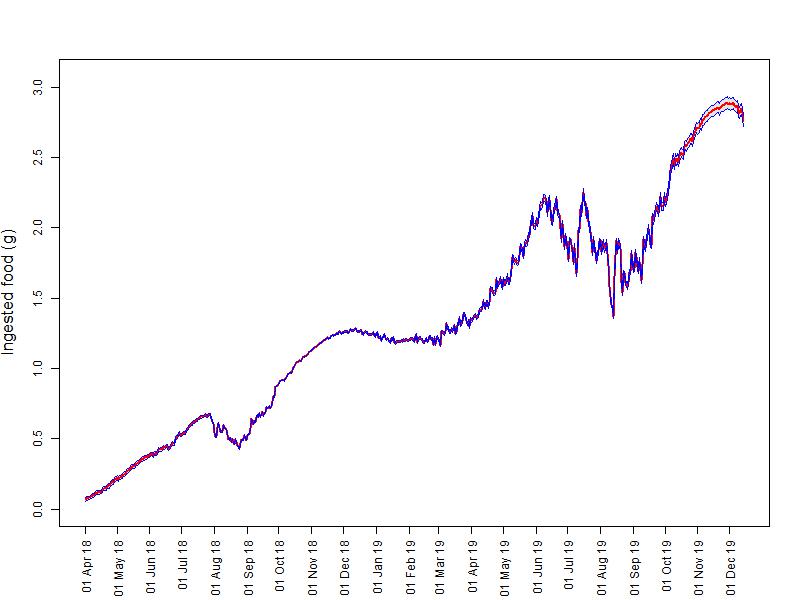 Ingested food (g)
3.0
2.5
2.0
1.5
1.0
0.5
0.0
01 Apr 18
01 May 18
01 Jun 18
01 Jul 18
01 Aug 18
01 Sep 18
01 Oct 18
01 Nov 18
01 Dec 18
01 Jan 19
01 Feb 19
01 Mar 19
01 Apr 19
01 May 19
01 Jun 19
01 Jul 19
01 Aug 19
01 Sep 19
01 Oct 19
01 Nov 19
01 Dec 19